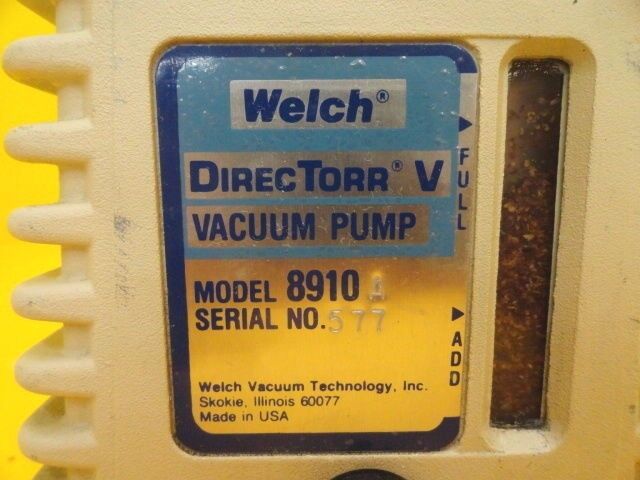 Welch®
DIRECTORR® V
VACUUM PUMP
MODEL 8910 A
SERIAL NO. 577
Welch Vacuum Technology, Inc.
Skokie, Illinois 60077
Made in USA
FULL
ADD